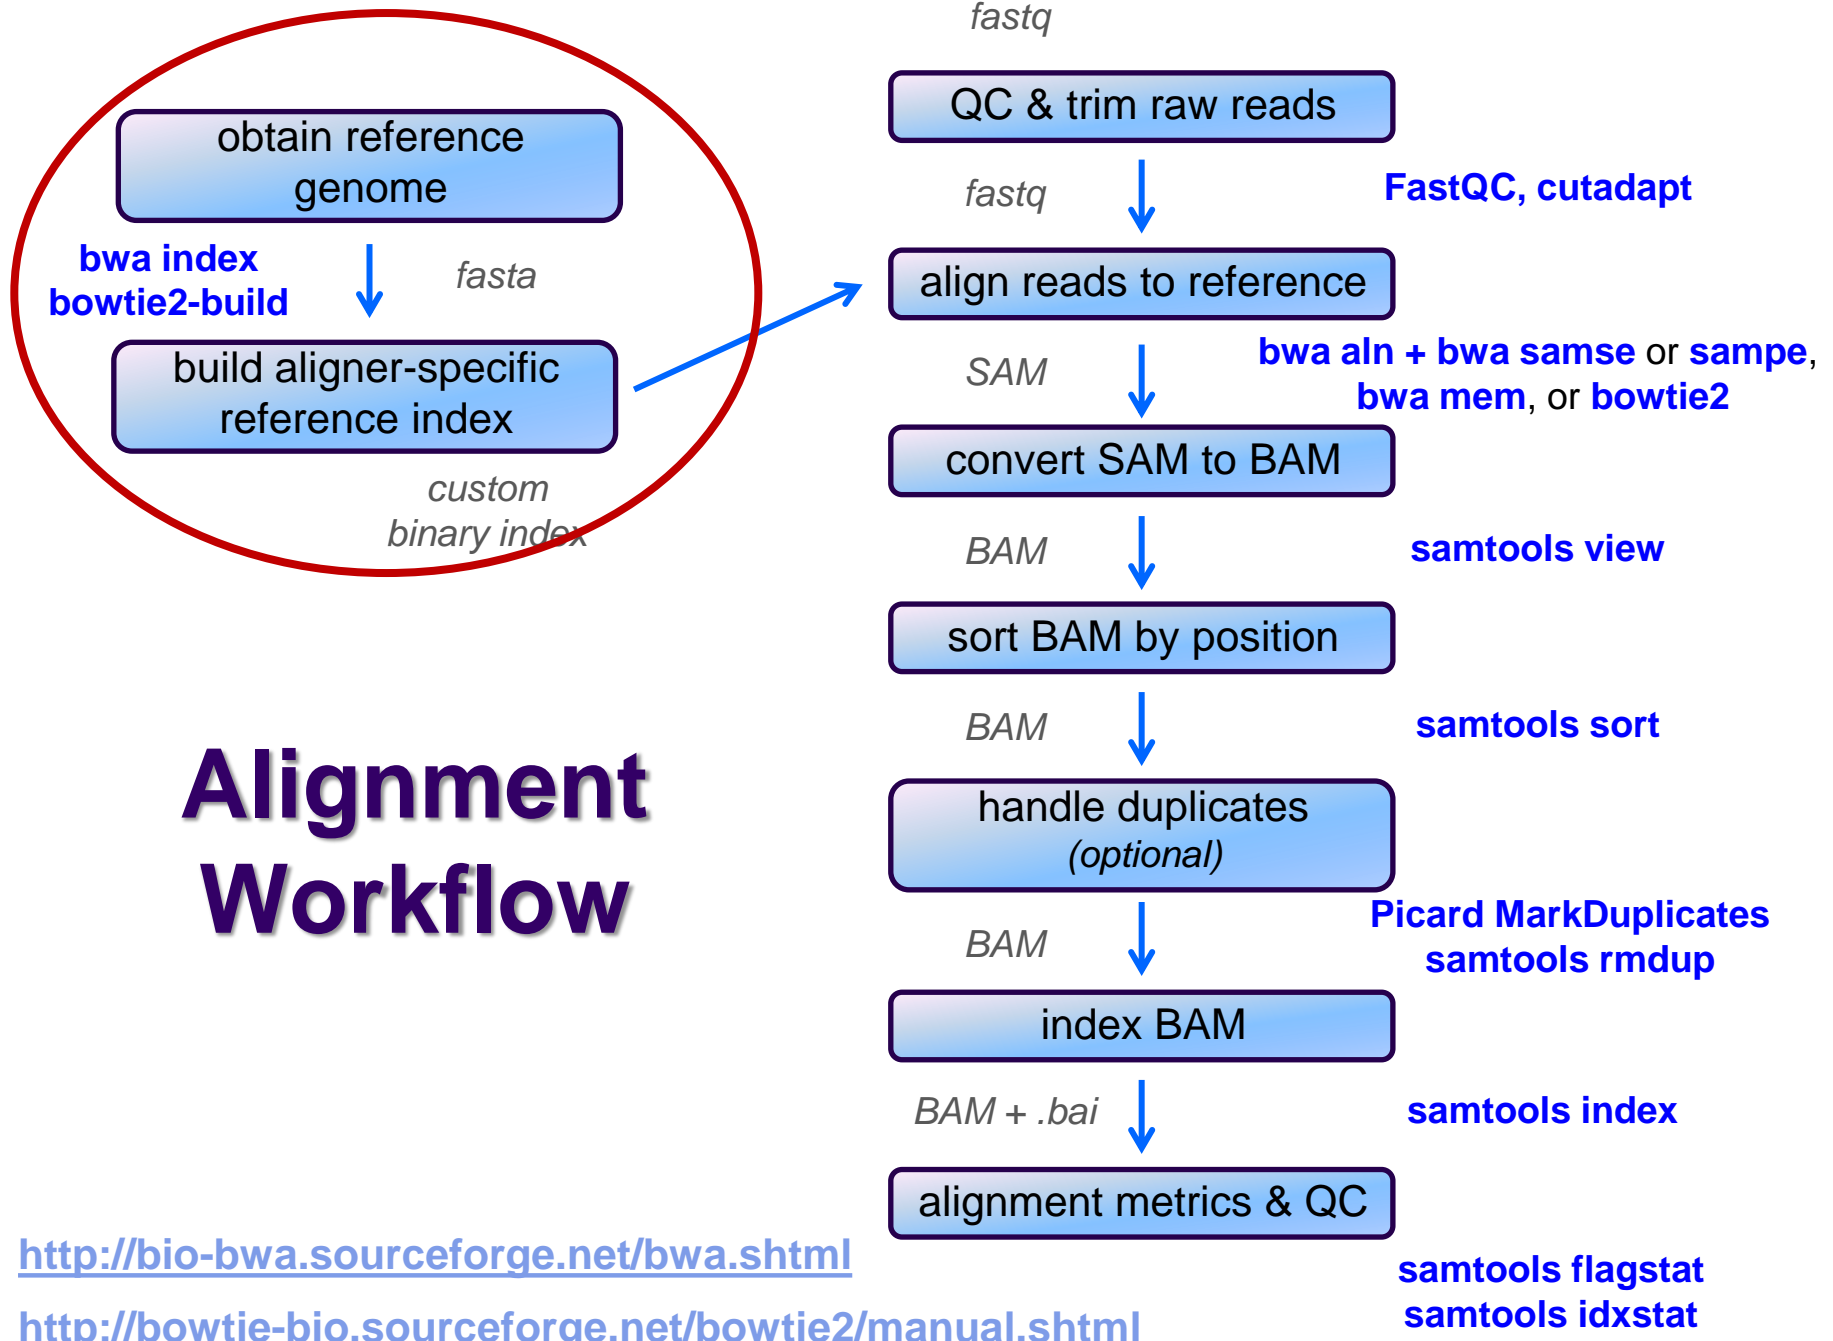 fastq
QC & trim raw reads
fastq
FastQC, cutadapt
obtain reference
genome
bwa index
bowtie2-build
fasta
build aligner-specific
reference index
custom
binary index
align reads to reference
SAM
bwa aln + bwa samse or sampe,
bwa mem, or bowtie2
convert SAM to BAM
BAM
samtools view
sort BAM by position
BAM
samtools sort
handle duplicates
(optional)
BAM
Picard MarkDuplicates
samtools rmdup
index BAM
BAM + .bai
samtools index
alignment metrics & QC
samtools flagstat
samtools idxstat
Alignment
Workflow
http://bio-bwa.sourceforge.net/bwa.shtml
http://bowtie-bio.sourceforge.net/bowtie2/manual.shtml